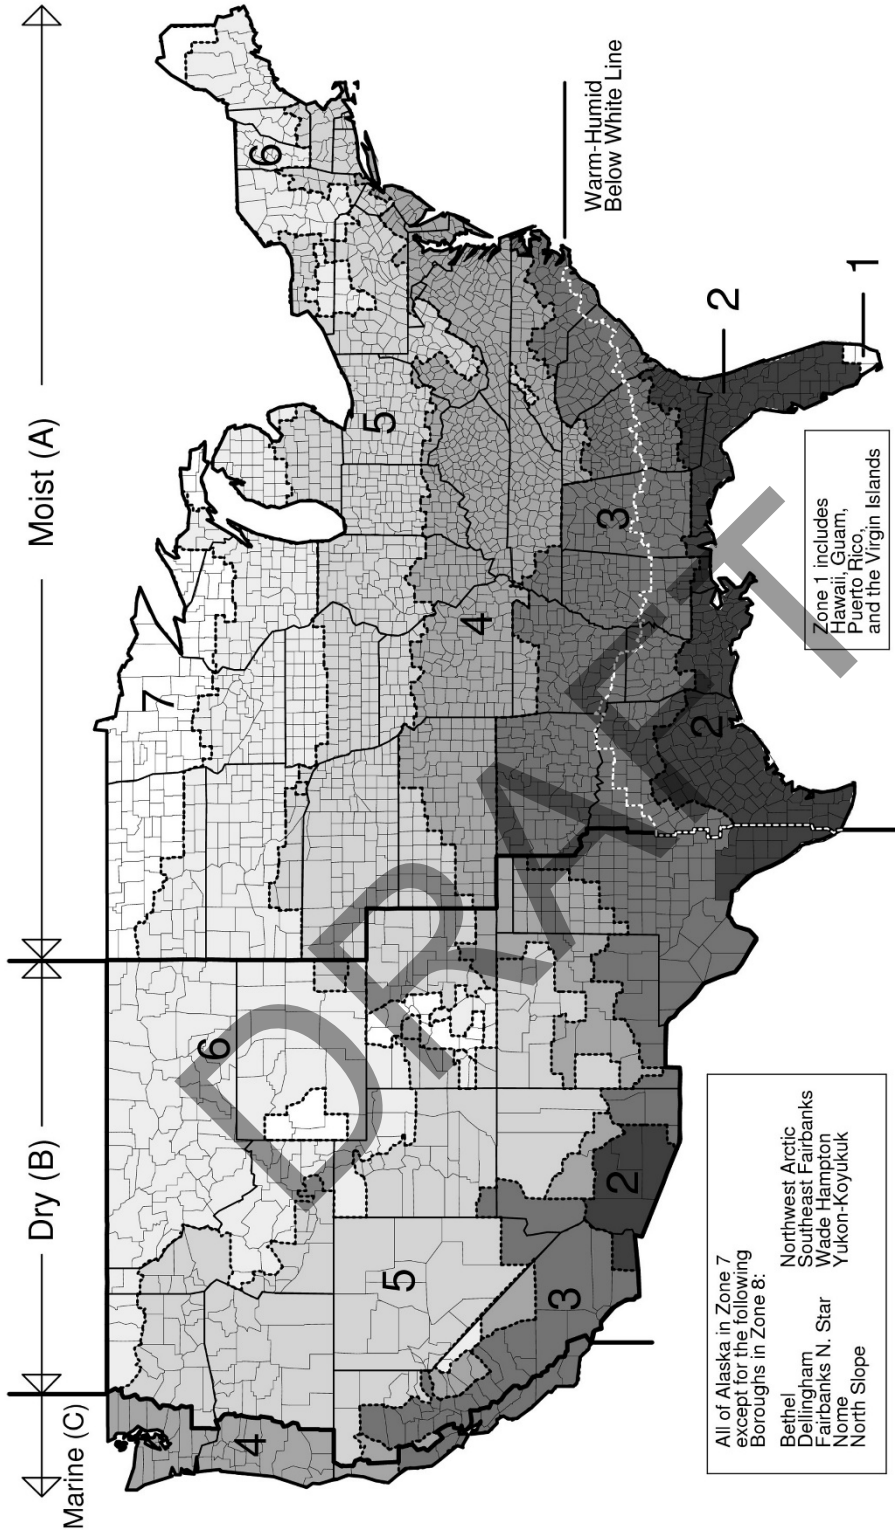 Marine (C)
Dry (B)
Moist (A)
7
6
6
5
5
4
4
3
3
2
2
2
1
Warm-Humid
Below White Line
DRAFT
All of Alaska in Zone 7
except for the following
Boroughs in Zone 8:
Bethel
Dellingham
Fairbanks N. Star
Nome
North Slope
Northwest Arctic
Southeast Fairbanks
Wade Hampton
Yukon-Koyukuk
Zone 1 includes
Hawaii, Guam,
Puerto Rico,
and the Virgin Islands